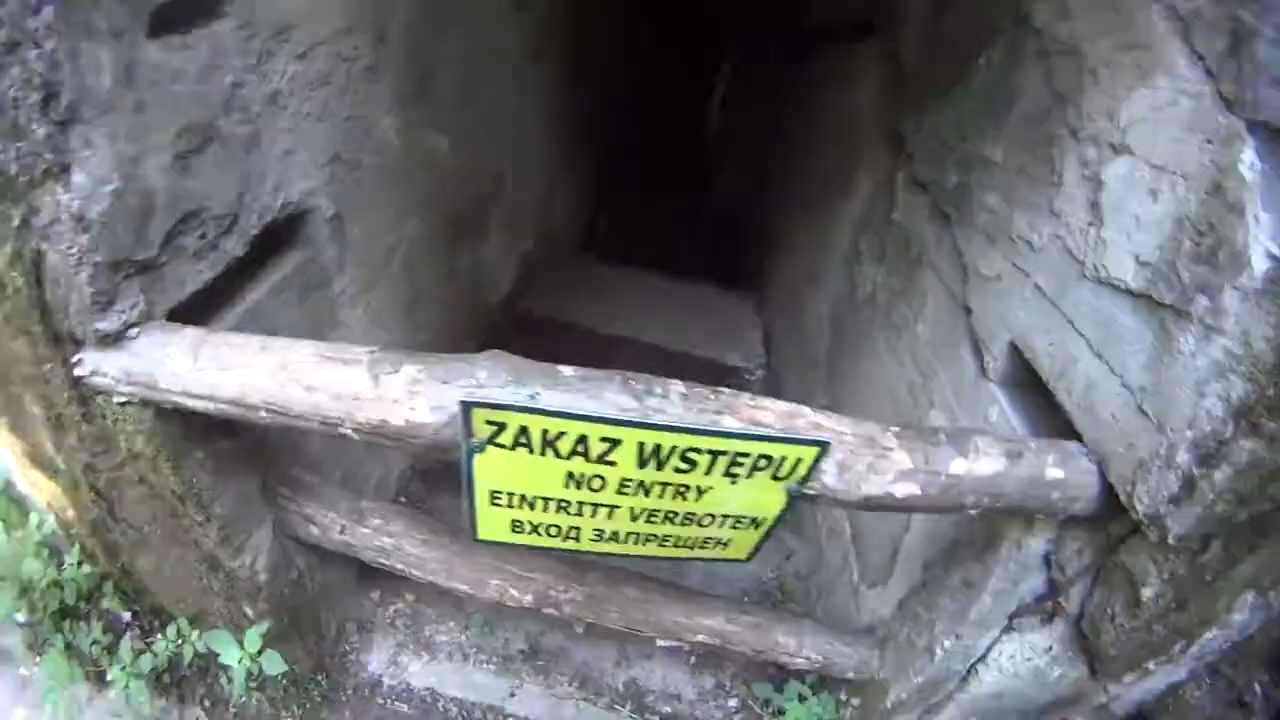 ZAKAZ WSTĘPU
NO ENTRY
EINTRITT VERBOTEN
ВХОД ЗАПРЕЩЕН